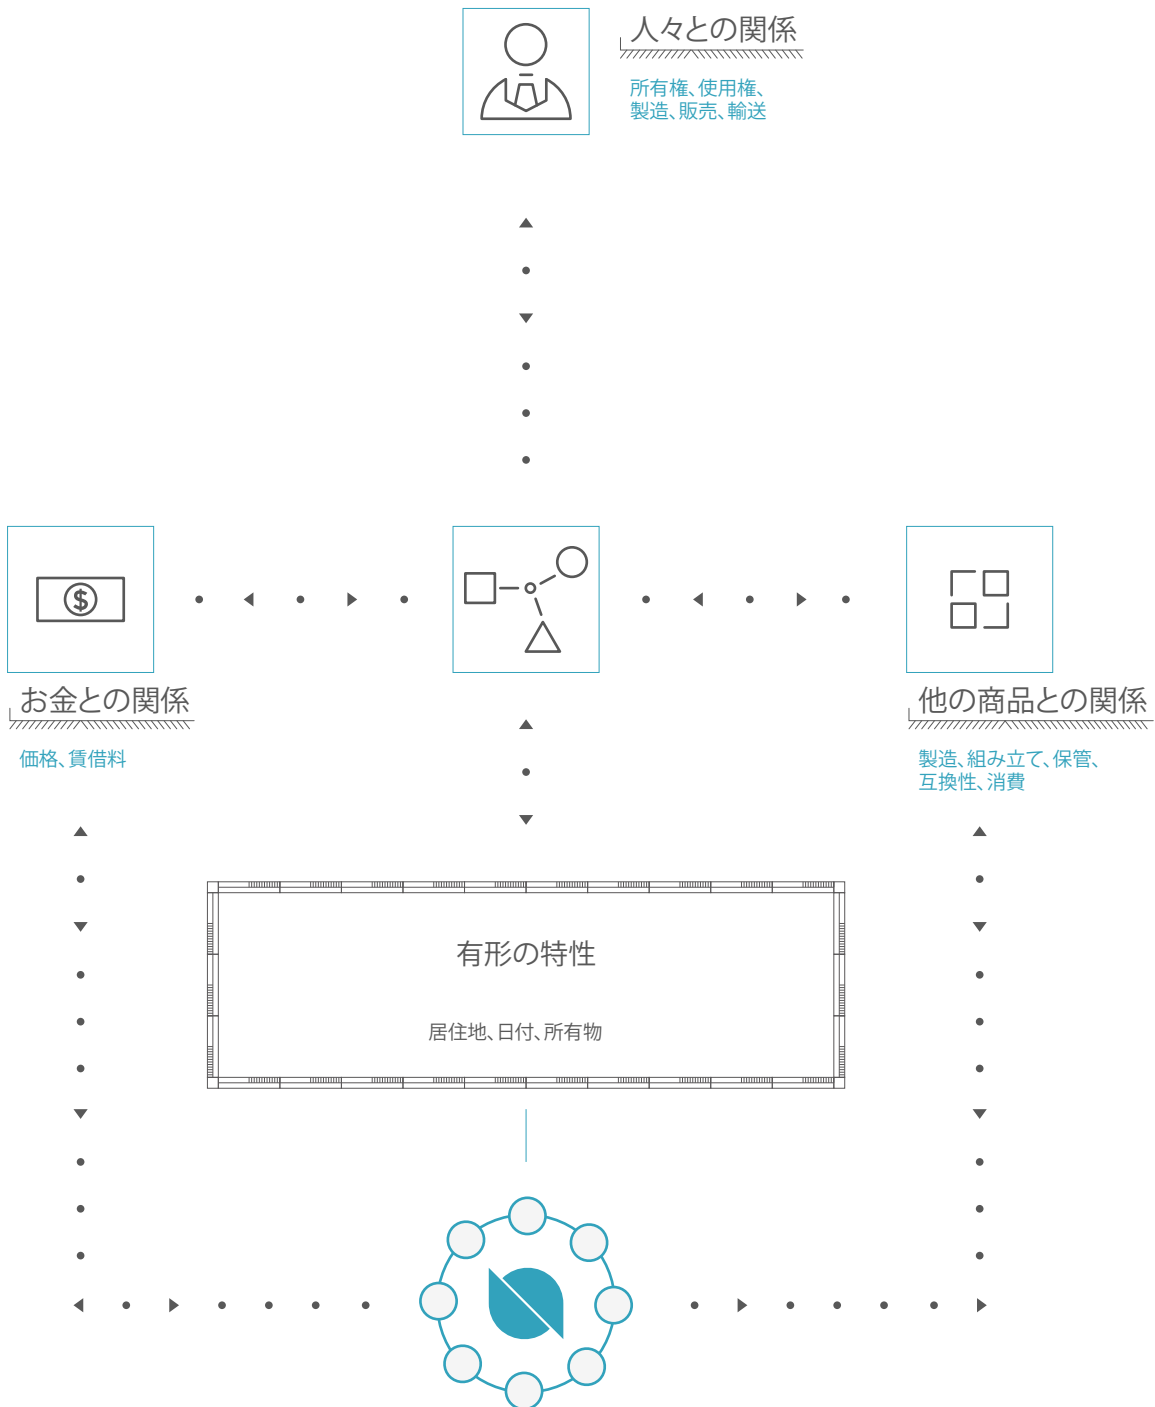 人々との関係
所有権、使用権、
製造、販売、輸送
$
お金との関係
価格、賃借料
他の商品との関係
製造、組み立て、保管、
互換性、消費
有形の特性
居住地、日付、所有物